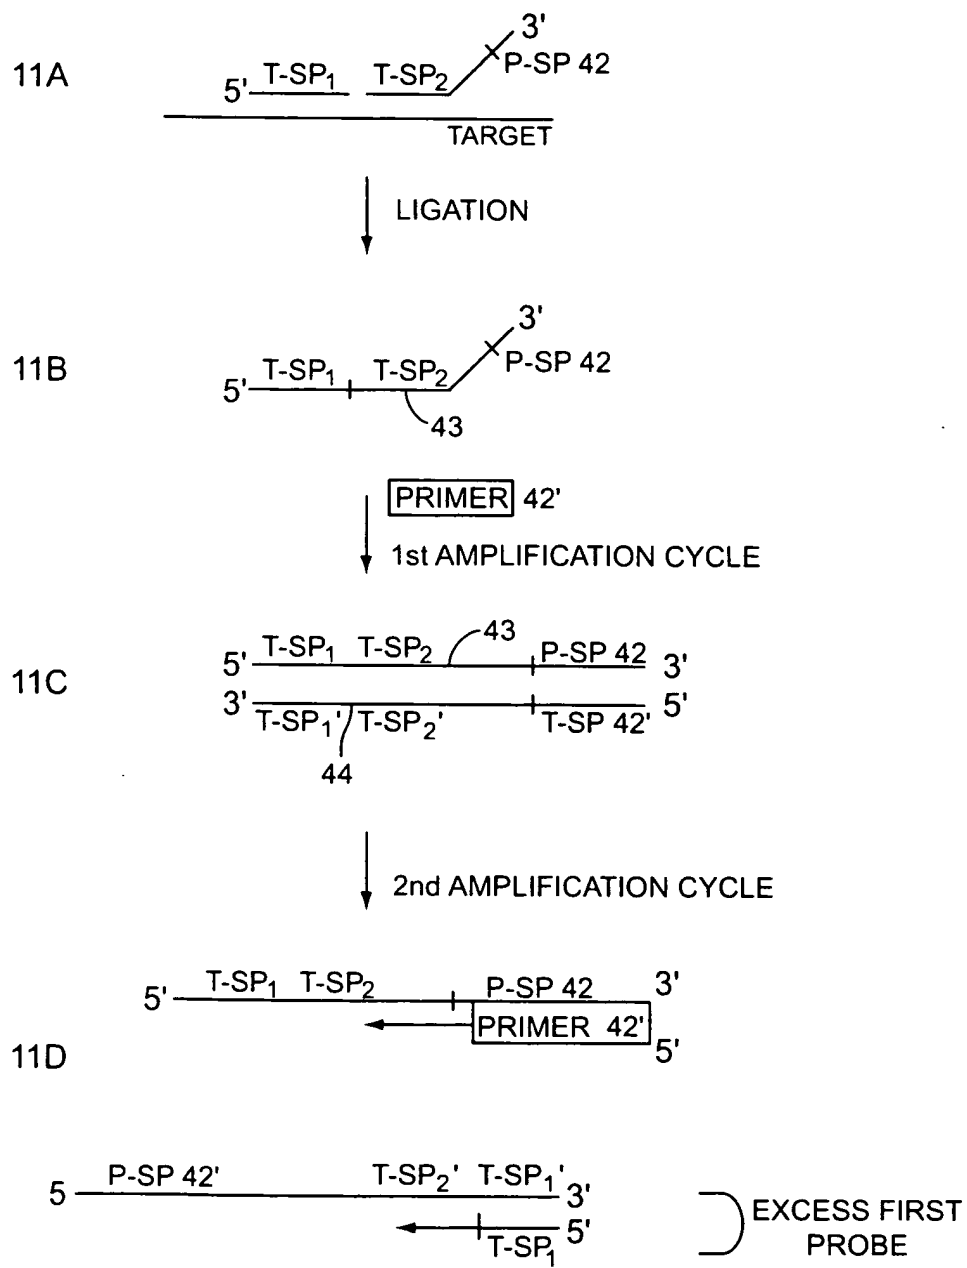 11A
5' T-SP₁ T-SP₂ 3'
P-SP 42
TARGET
LIGATION
11B
5' T-SP₁ T-SP₂ 3'
P-SP 42
43
PRIMER 42'
1st AMPLIFICATION CYCLE
11C
5' T-SP₁ T-SP₂ 43 P-SP 42 3'
3' T-SP₁' T-SP₂' T-SP 42' 5'
44
2nd AMPLIFICATION CYCLE
11D
5' T-SP₁ T-SP₂ P-SP 42 3'
PRIMER 42' 5'
5 P-SP 42' T-SP₂' T-SP₁' 3'
T-SP₁ 5'
EXCESS FIRST
PROBE